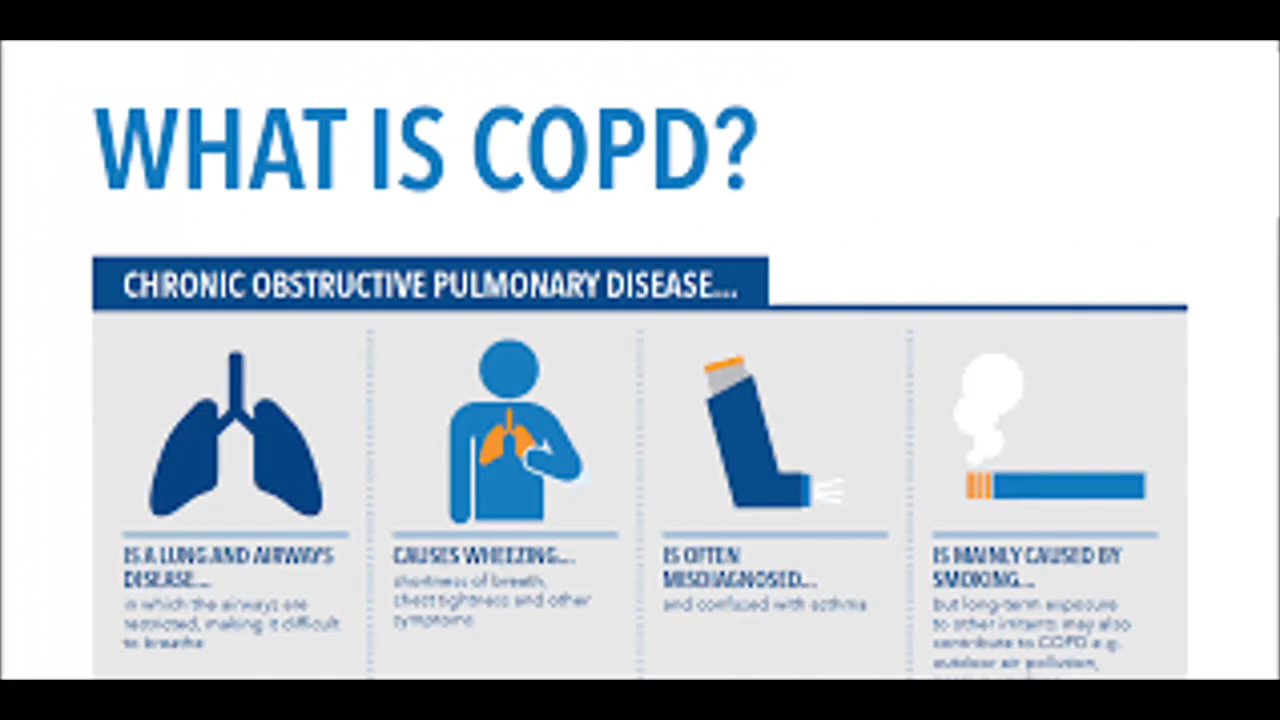 WHAT IS COPD?
CHRONIC OBSTRUCTIVE PULMONARY DISEASE...
IS A LUNG AND AIRWAYS
DISEASE...
in which the airways are
restricted, making it difficult
to breathe
CAUSES WHEEZING...
shortness of breath,
chest tightness and other
symptoms
IS OFTEN
MISDIAGNOSED...
and confused with asthma
IS MAINLY CAUSED BY
SMOKING...
but long-term exposure
to other irritants may also
contribute to COPD e.g.
outdoor air pollution,